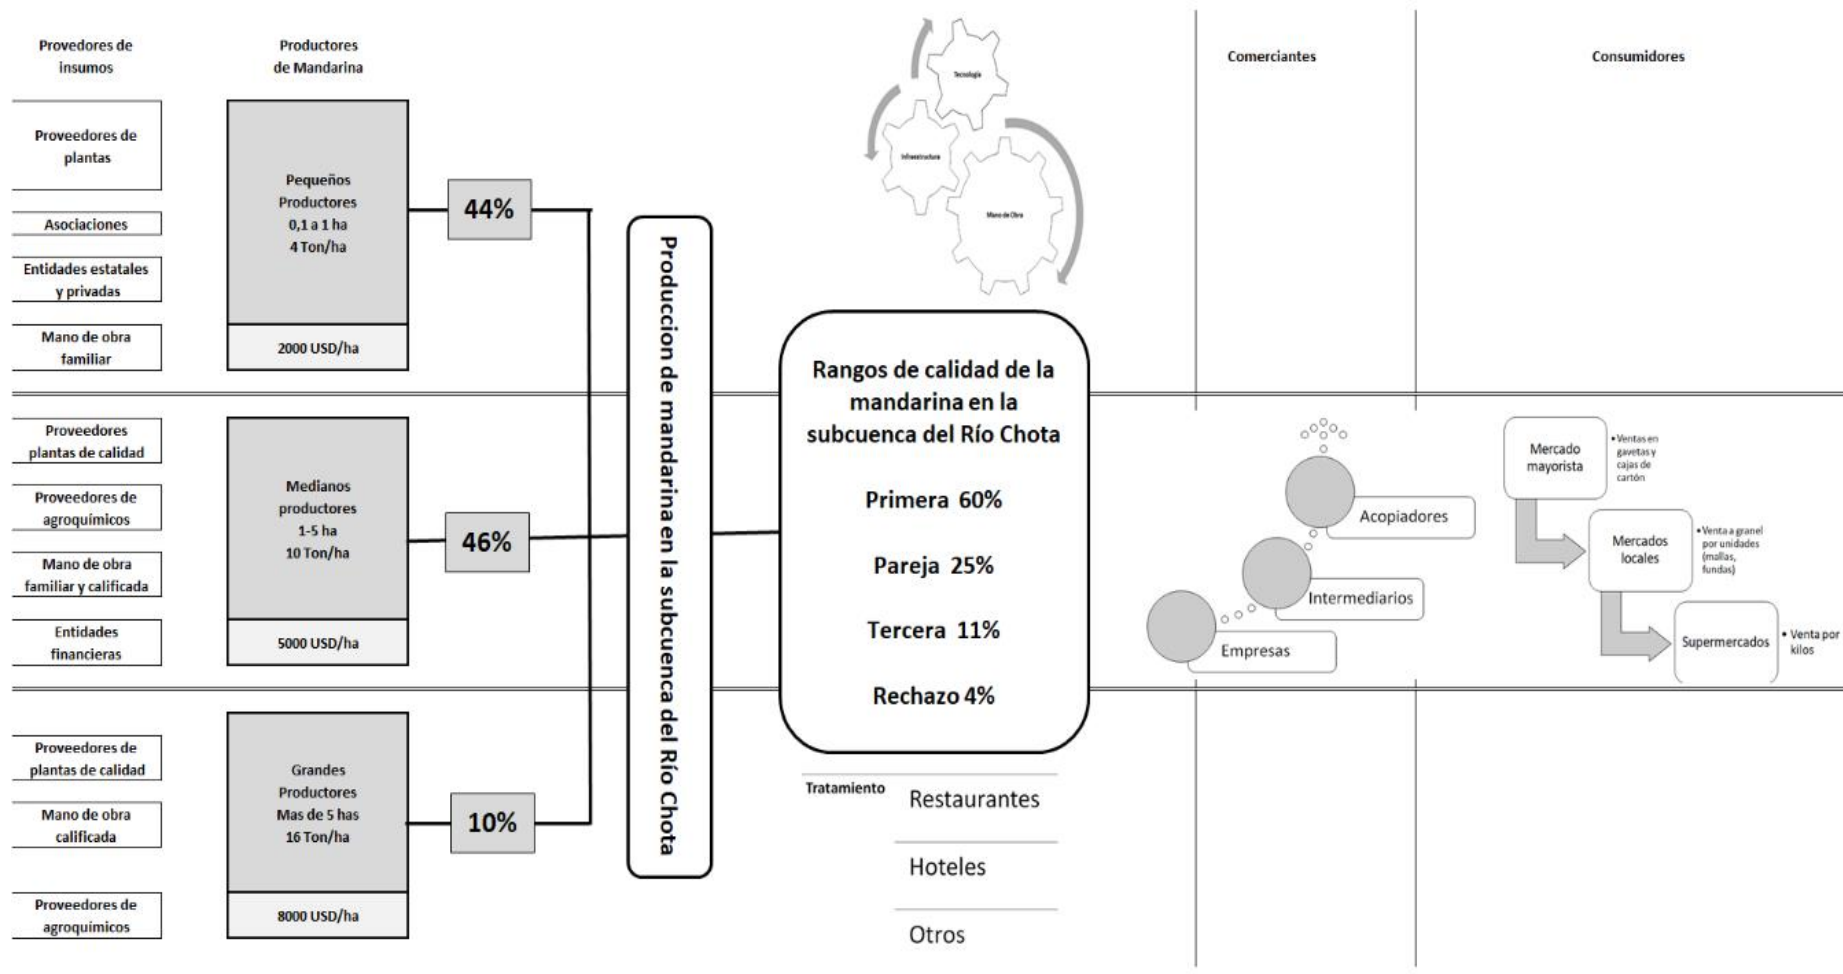 Provedores de
insumos
Productores
de Mandarina
Comerciantes
Consumidores
Proveedores de
plantas
Asociaciones
Entidades estatales
y privadas
Mano de obra
familiar
Pequeños
Productores
0,1 a 1 ha
4 Ton/ha
2000 USD/ha
44%
Proveedores
plantas de calidad
Proveedores de
agroquímicos
Mano de obra
familiar y calificada
Entidades
financieras
Medianos
productores
1-5 ha
10 Ton/ha
5000 USD/ha
46%
Proveedores de
plantas de calidad
Mano de obra
calificada
Proveedores de
agroquímicos
Grandes
Productores
Mas de 5 has
16 Ton/ha
8000 USD/ha
10%
Produccion de mandarina en la subcuenca del Río Chota
Tecnología
Infraestructura
Mano de Obra
Rangos de calidad de la
mandarina en la
subcuenca del Río Chota
Primera 60%
Pareja 25%
Tercera 11%
Rechazo 4%
Tratamiento
Restaurantes
Hoteles
Otros
Acopiadores
Intermediarios
Empresas
Mercado
mayorista
• Ventas en
gavetas y
cajas de
cartón
Mercados
locales
• Venta a granel
por unidades
(mallas,
fundas)
Supermercados
• Venta por
kilos